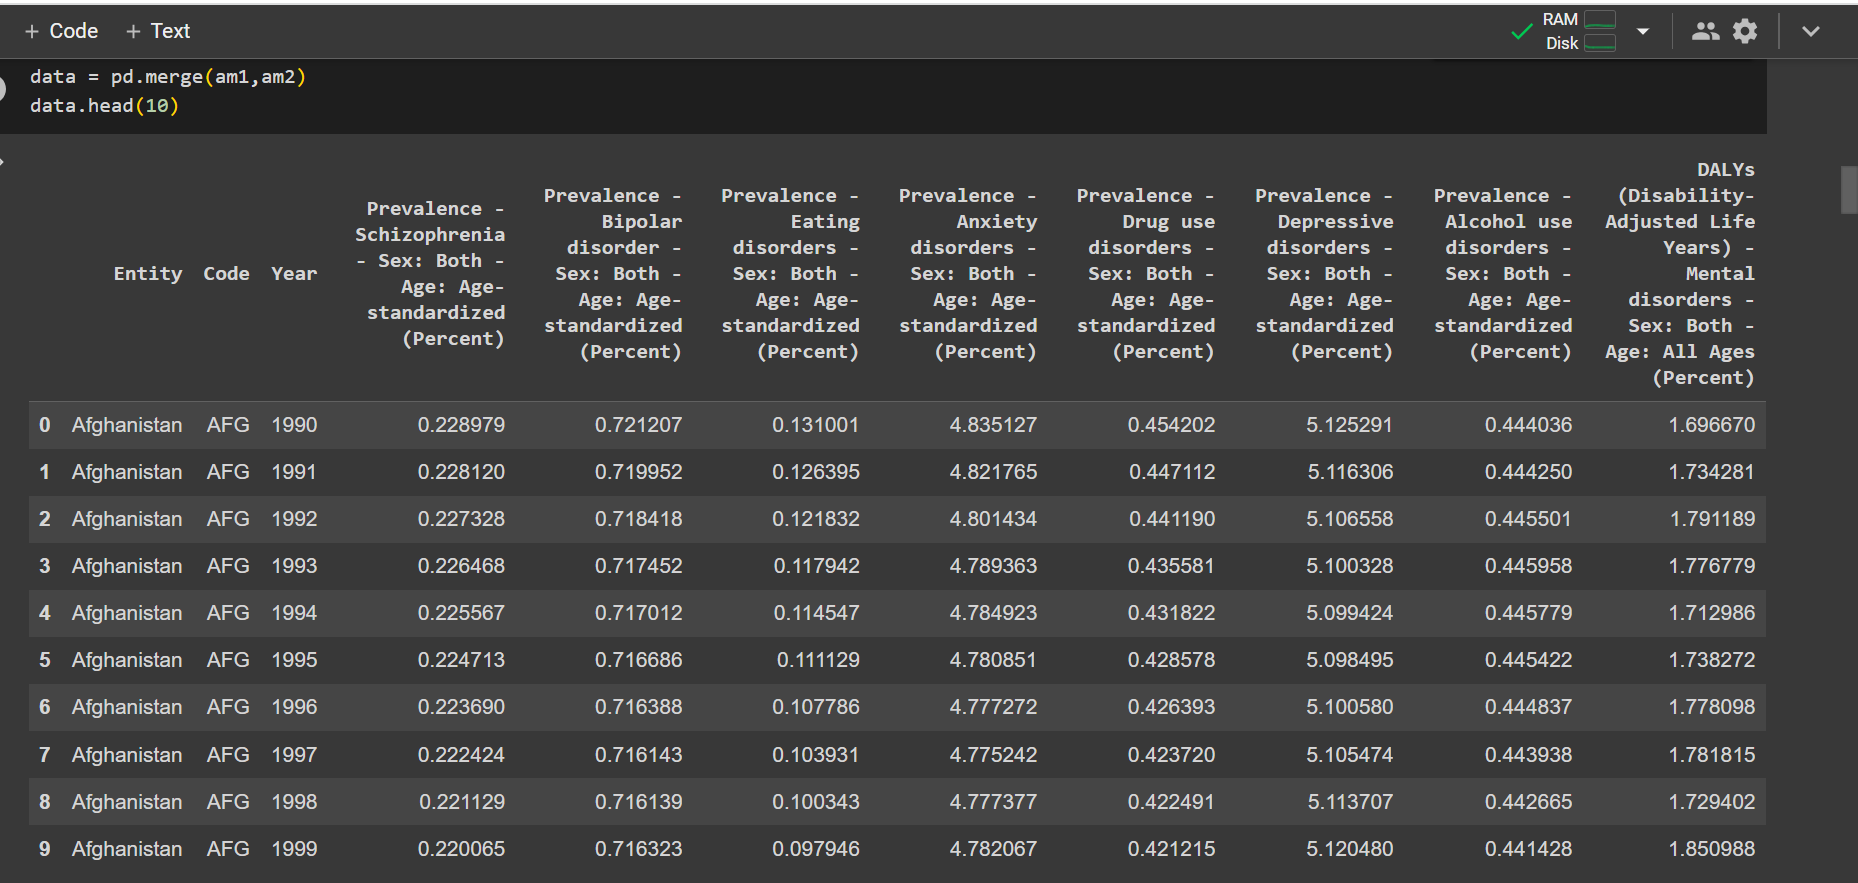 + Code + Text
RAM
Disk
data = pd.merge(am1,am2)
data.head(10)
Entity Code Year
Prevalence -
Schizophrenia
- Sex: Both -
Age: Age-
standardized
(Percent)
Prevalence -
Bipolar
disorder -
Sex: Both -
Age: Age-
standardized
(Percent)
Prevalence -
Eating
disorders -
Sex: Both -
Age: Age-
standardized
(Percent)
Prevalence -
Anxiety
disorders -
Sex: Both -
Age: Age-
standardized
(Percent)
Prevalence -
Drug use
disorders -
Sex: Both -
Age: Age-
standardized
(Percent)
Prevalence -
Depressive
disorders -
Sex: Both -
Age: Age-
standardized
(Percent)
Prevalence -
Alcohol use
disorders -
Sex: Both -
Age: Age-
standardized
(Percent)
DALYs
(Disability-
Adjusted Life
Years) -
Mental
disorders -
Sex: Both -
Age: All Ages
(Percent)
0 Afghanistan AFG 1990 0.228979 0.721207 0.131001 4.835127 0.454202 5.125291 0.444036 1.696670
1 Afghanistan AFG 1991 0.228120 0.719952 0.126395 4.821765 0.447112 5.116306 0.444250 1.734281
2 Afghanistan AFG 1992 0.227328 0.718418 0.121832 4.801434 0.441190 5.106558 0.445501 1.791189
3 Afghanistan AFG 1993 0.226468 0.717452 0.117942 4.789363 0.435581 5.100328 0.445958 1.776779
4 Afghanistan AFG 1994 0.225567 0.717012 0.114547 4.784923 0.431822 5.099424 0.445779 1.712986
5 Afghanistan AFG 1995 0.224713 0.716686 0.111129 4.780851 0.428578 5.098495 0.445422 1.738272
6 Afghanistan AFG 1996 0.223690 0.716388 0.107786 4.777272 0.426393 5.100580 0.444837 1.778098
7 Afghanistan AFG 1997 0.222424 0.716143 0.103931 4.775242 0.423720 5.105474 0.443938 1.781815
8 Afghanistan AFG 1998 0.221129 0.716139 0.100343 4.777377 0.422491 5.113707 0.442665 1.729402
9 Afghanistan AFG 1999 0.220065 0.716323 0.097946 4.782067 0.421215 5.120480 0.441428 1.850988